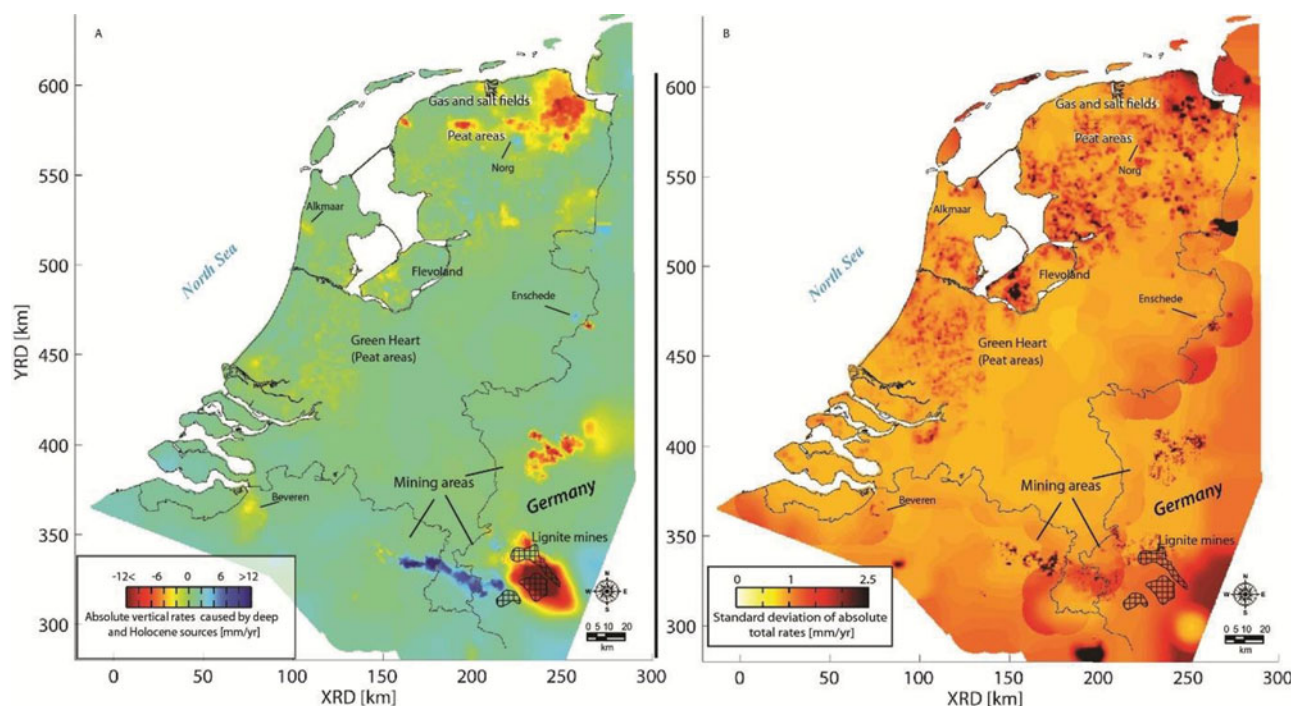 A
600
550
500
450
400
350
300
YRD [km]
North Sea
Gas and salt fields
Peat areas
Norg
Alkmaar
Flevoland
Enschede
Green Heart
(Peat areas)
Mining areas
Germany
Beveren
Lignite mines
-12< -6 0 6 >12
Absolute vertical rates caused by deep
and Holocene sources [mm/yr]
N
W E
S
0 5 10 20
km
0 50 100 150 200 250 300
XRD [km]
B
600
550
500
450
400
350
300
North Sea
Gas and salt fields
Peat areas
Norg
Alkmaar
Flevoland
Enschede
Green Heart
(Peat areas)
Mining areas
Germany
Beveren
Lignite mines
0 1 2.5
Standard deviation of absolute
total rates [mm/yr]
N
W E
S
0 5 10 20
km
0 50 100 150 200 250 300
XRD [km]